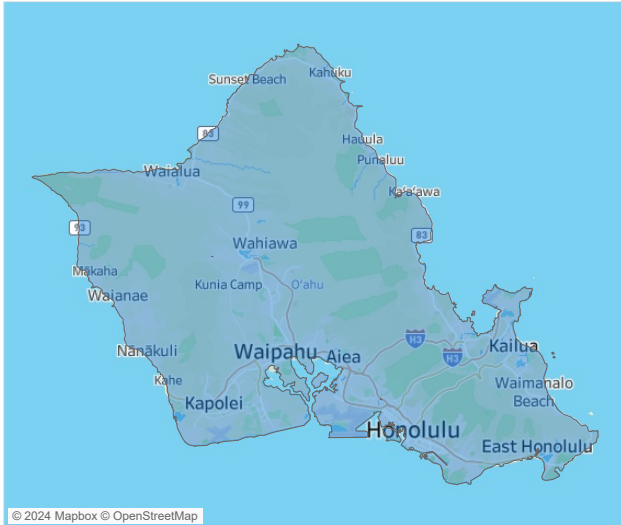 Kahuku
Sunset Beach
83
Hauula
Punaluu
Waialua
Ka'a'awa
99
93
83
Wahiawa
Mākaha
Kunia Camp
O'ahu
Waianae
H3
Kailua
Nānākuli
Waipahu
Aiea
H3
Kahe
Waimanalo
Beach
Kapolei
Honolulu
East Honolulu
© 2024 Mapbox © OpenStreetMap